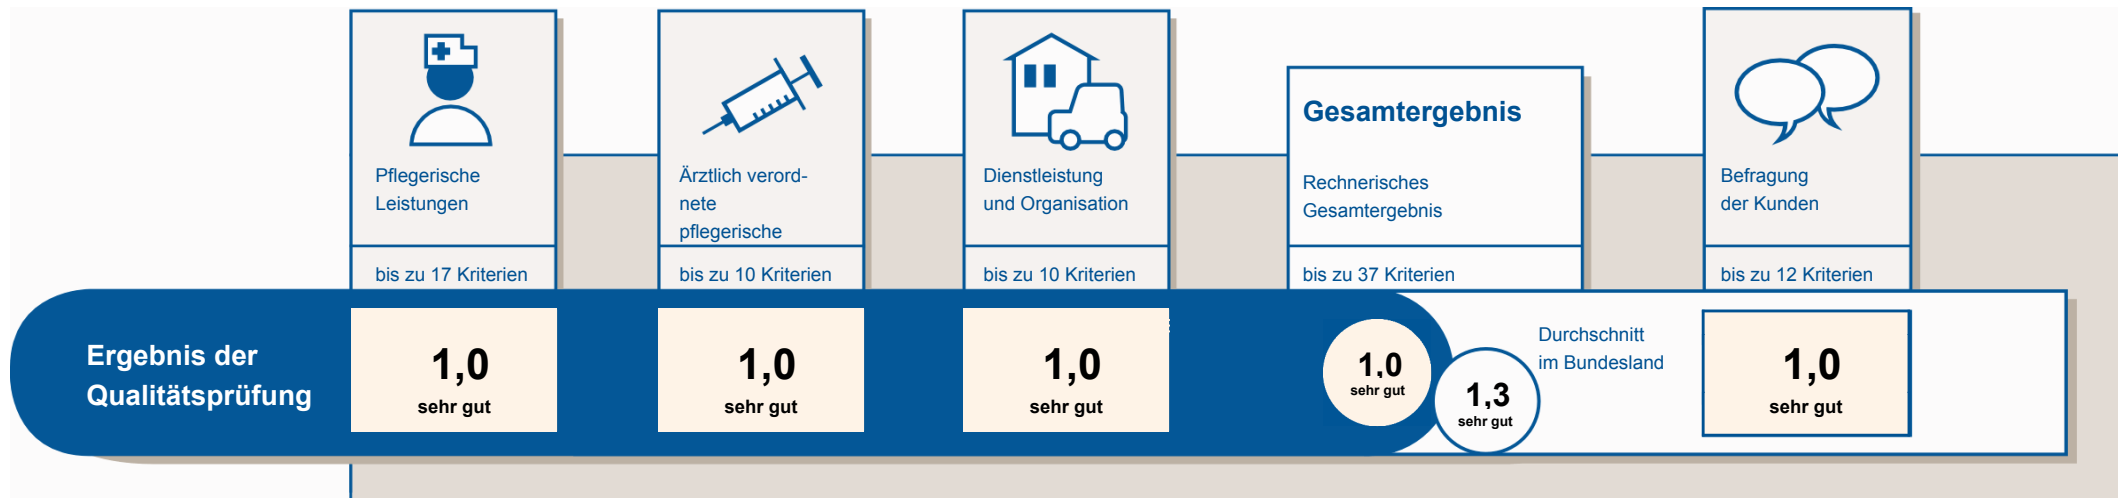 Pflegerische
Leistungen
bis zu 17 Kriterien
Ärztlich verord-
nete
pflegerische
bis zu 10 Kriterien
Dienstleistung
und Organisation
bis zu 10 Kriterien
Gesamtergebnis
Rechnerisches
Gesamtergebnis
bis zu 37 Kriterien
Befragung
der Kunden
bis zu 12 Kriterien
Ergebnis der
Qualitätsprüfung
1,0
sehr gut
1,0
sehr gut
1,0
sehr gut
1,0
sehr gut
1,3
sehr gut
Durchschnitt
im Bundesland
1,0
sehr gut